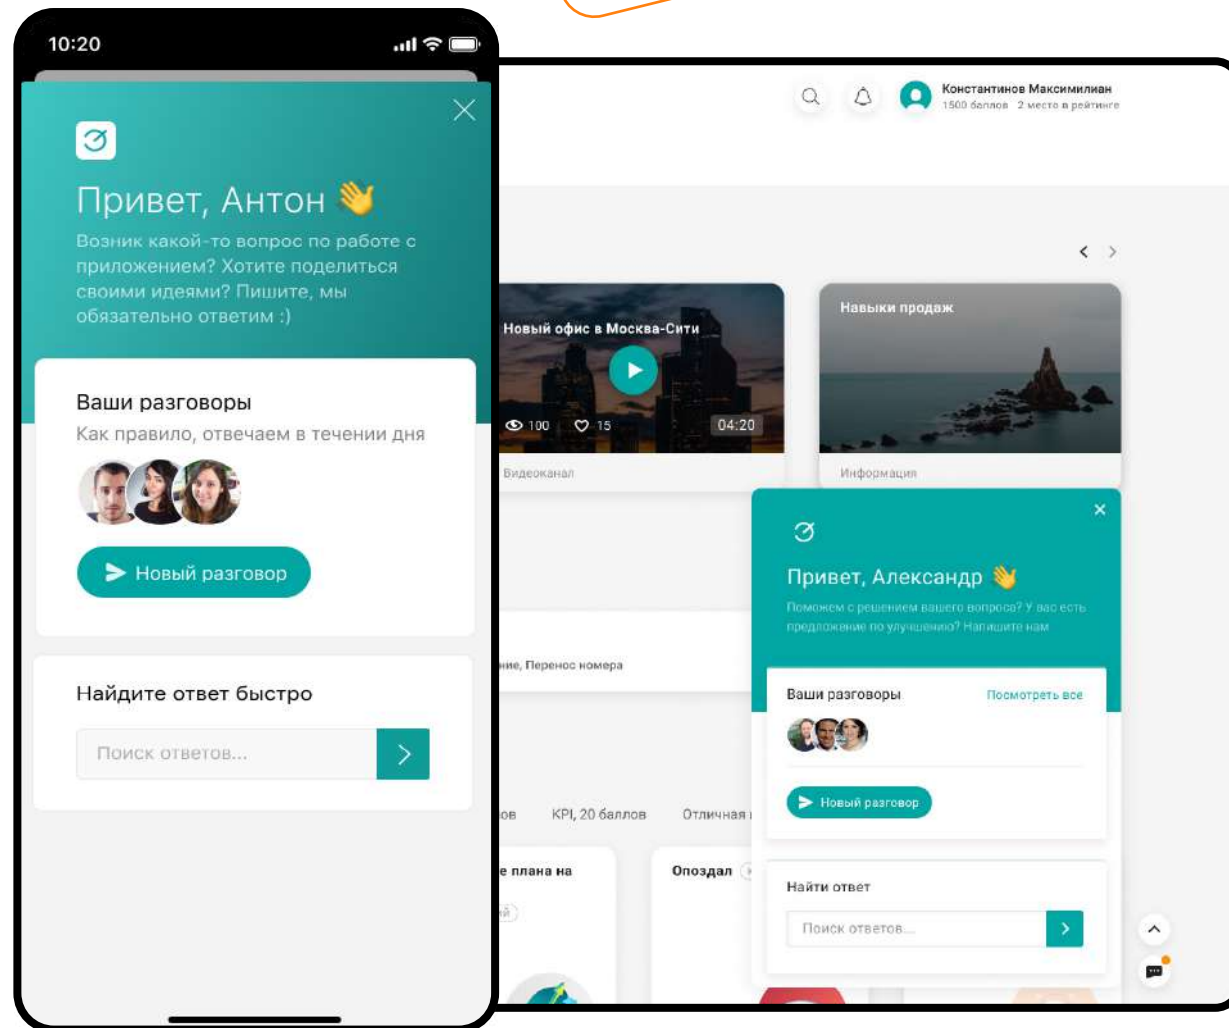 10:20
Привет, Антон 👋
Возник какой-то вопрос по работе с
приложением? Хотите поделиться
своими идеями? Пишите, мы
обязательно ответим :)
Ваши разговоры
Как правило, отвечаем в течении дня
Новый разговор
Найдите ответ быстро
Поиск ответов...
Константинов Максимилиан
1500 баллов 2 место в рейтинге
Новый офис в Москва-Сити
100 15 04:20
Видеоканал
Навыки продаж
Информация
ние, Перенос номера
ов KPI, 20 баллов Отличная
е плана на
ий
Опоздал
Привет, Александр 👋
Поможем с решением вашего вопроса? У вас есть
предложение по улучшению? Напишите нам
Ваши разговоры Посмотреть все
Новый разговор
Найти ответ
Поиск ответов...